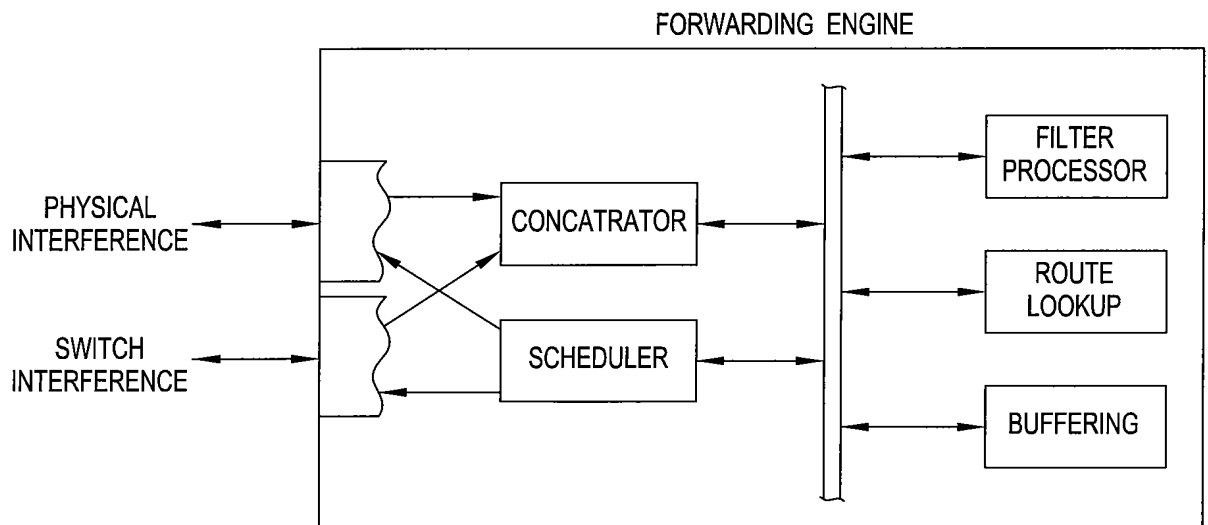 FORWARDING ENGINE
PHYSICAL
INTERFERENCE
SWITCH
INTERFERENCE
CONCATRATOR
SCHEDULER
FILTER
PROCESSOR
ROUTE
LOOKUP
BUFFERING